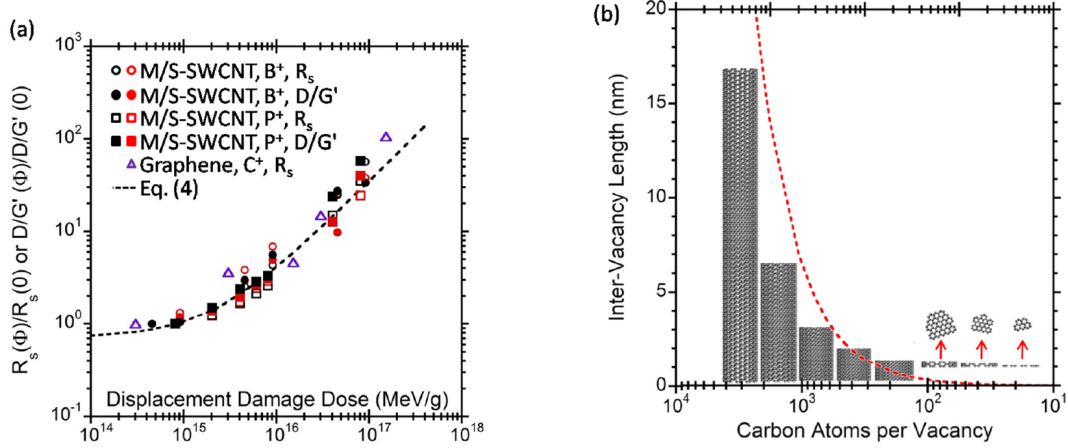 (a)
10³
10²
10¹
10⁰
10⁻¹
R_s(Φ)/R_s(0) or D/G'(Φ)/D/G'(0)
M/S-SWCNT, B⁺, R_s
M/S-SWCNT, B⁺, D/G'
M/S-SWCNT, P⁺, R_s
M/S-SWCNT, P⁺, D/G'
Graphene, C⁺, R_s
Eq. (4)
Displacement Damage Dose (MeV/g)
10¹⁴ 10¹⁵ 10¹⁶ 10¹⁷ 10¹⁸
(b)
20
15
10
5
0
Inter-Vacancy Length (nm)
10⁴ 10³ 10² 10¹
Carbon Atoms per Vacancy